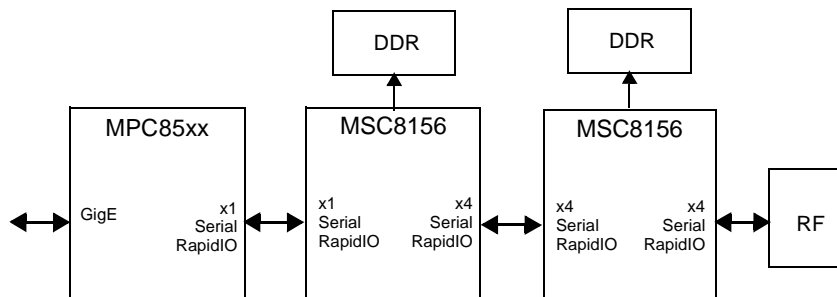 DDR
DDR
MPC85xx
MSC8156
MSC8156
GigE
x1
Serial
RapidIO
x1
Serial
RapidIO
x4
Serial
RapidIO
x4
Serial
RapidIO
x4
Serial
RapidIO
RF